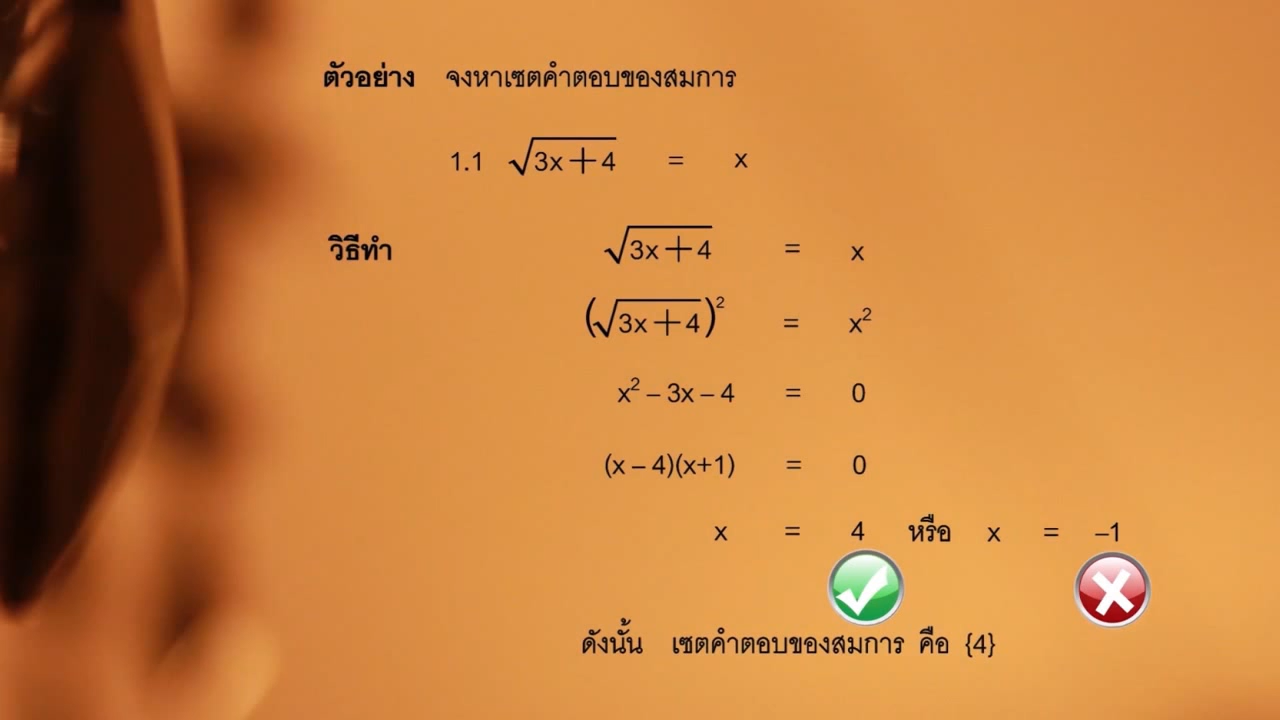 ตัวอย่าง จงหาเซตคำตอบของสมการ
1.1 √(3x+4) = x
วิธีทำ √(3x+4) = x
(√(3x+4))² = x²
x² – 3x – 4 = 0
(x – 4)(x+1) = 0
x = 4 หรือ x = –1
ดังนั้น เซตคำตอบของสมการ คือ {4}